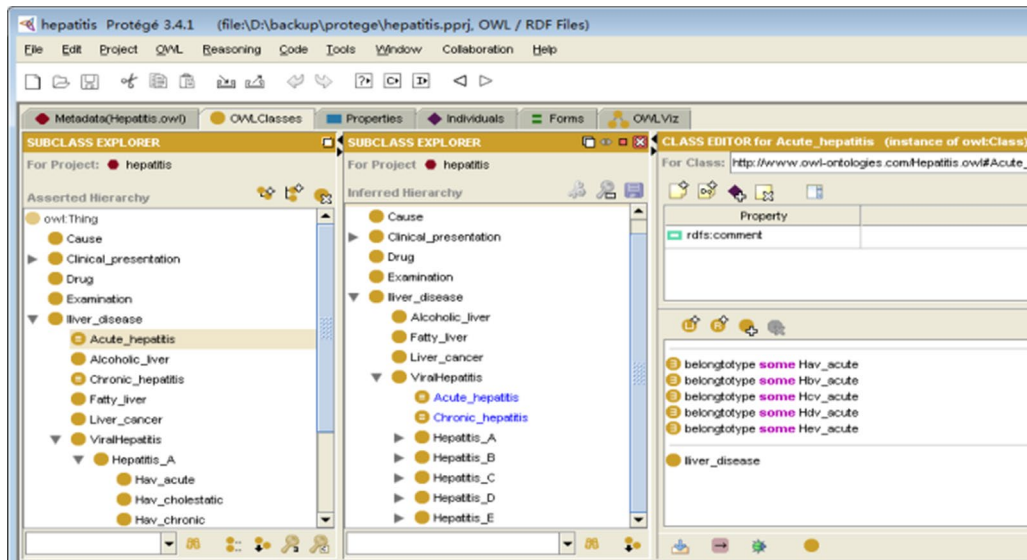 hepatitis Protégé 3.4.1 (file:\D:\backup\protege\hepatitis.pprj, OWL / RDF Files)
File Edit Project OWL Reasoning Code Tools Window Collaboration Help
Metadata(Hepatitis.owl) OWLClasses Properties Individuals Forms OWLViz
SUBCLASS EXPLORER
For Project: hepatitis
Asserted Hierarchy
owl:Thing
Cause
Clinical_presentation
Drug
Examination
lliver_disease
Acute_hepatitis
Alcoholic_liver
Chronic_hepatitis
Fatty_liver
Liver_cancer
ViralHepatitis
Hepatitis_A
Hav_acute
Hav_cholestatic
Hav_chronic
SUBCLASS EXPLORER
For Project hepatitis
Inferred Hierarchy
Cause
Clinical_presentation
Drug
Examination
lliver_disease
Alcoholic_liver
Fatty_liver
Liver_cancer
ViralHepatitis
Acute_hepatitis
Chronic_hepatitis
Hepatitis_A
Hepatitis_B
Hepatitis_C
Hepatitis_D
Hepatitis_E
CLASS EDITOR for Acute_hepatitis (instance of owl:Class)
For Class: http://www.owl-ontologies.com/Hepatitis.owl#Acute_
Property
rdfs:comment
belongtotype some Hav_acute
belongtotype some Hbv_acute
belongtotype some Hcv_acute
belongtotype some Hdv_acute
belongtotype some Hev_acute
lliver_disease